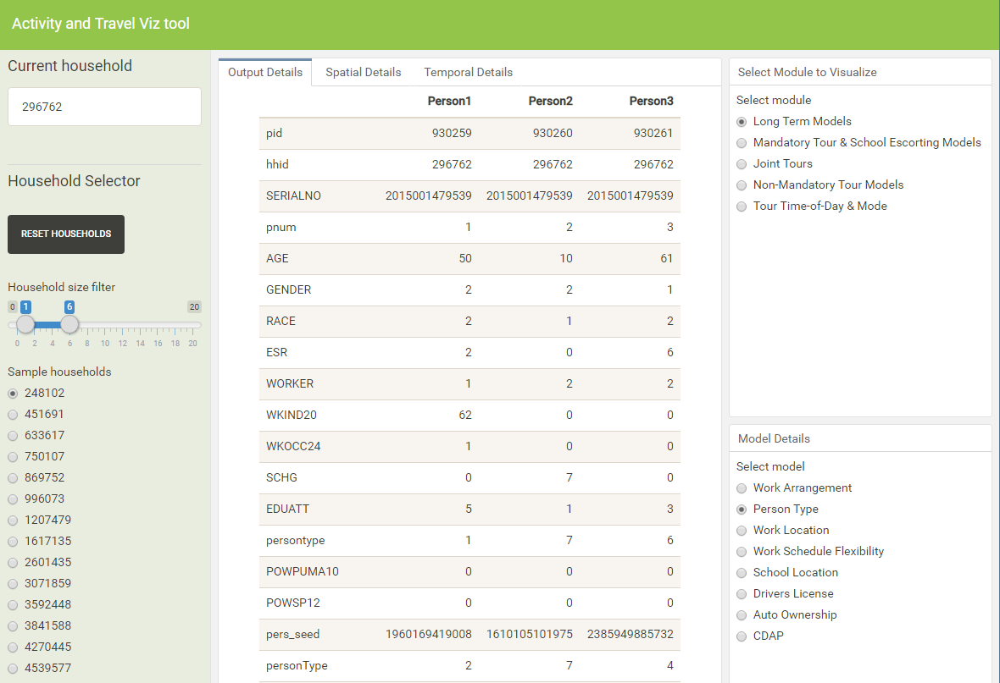 Activity and Travel Viz tool
Current household
296762
Household Selector
RESET HOUSEHOLDS
Household size filter
0 1 6 20
0 2 4 6 8 10 12 14 16 18 20
Sample households
248102
451691
633617
750107
869752
996073
1207479
1617135
2601435
3071859
3592448
3841588
4270445
4539577
Output Details Spatial Details Temporal Details
Person1 Person2 Person3
pid 930259 930260 930261
hhid 296762 296762 296762
SERIALNO 2015001479539 2015001479539 2015001479539
pnum 1 2 3
AGE 50 10 61
GENDER 2 2 1
RACE 2 1 2
ESR 2 0 6
WORKER 1 2 2
WKIND20 62 0 0
WKOCC24 1 0 0
SCHG 0 7 0
EDUATT 5 1 3
persontype 1 7 6
POWPUMA10 0 0 0
POWSP12 0 0 0
pers_seed 1960169419008 1610105101975 2385949885732
personType 2 7 4
Select Module to Visualize
Select module
Long Term Models
Mandatory Tour & School Escorting Models
Joint Tours
Non-Mandatory Tour Models
Tour Time-of-Day & Mode
Model Details
Select model
Work Arrangement
Person Type
Work Location
Work Schedule Flexibility
School Location
Drivers License
Auto Ownership
CDAP